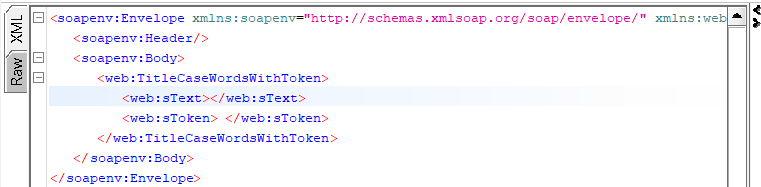 XML
Raw
<soapenv:Envelope xmlns:soapenv="http://schemas.xmlsoap.org/soap/envelope/" xmlns:web
<soapenv:Header/>
<soapenv:Body>
<web:TitleCaseWordsWithToken>
<web:sText></web:sText>
<web:sToken> </web:sToken>
</web:TitleCaseWordsWithToken>
</soapenv:Body>
</soapenv:Envelope>